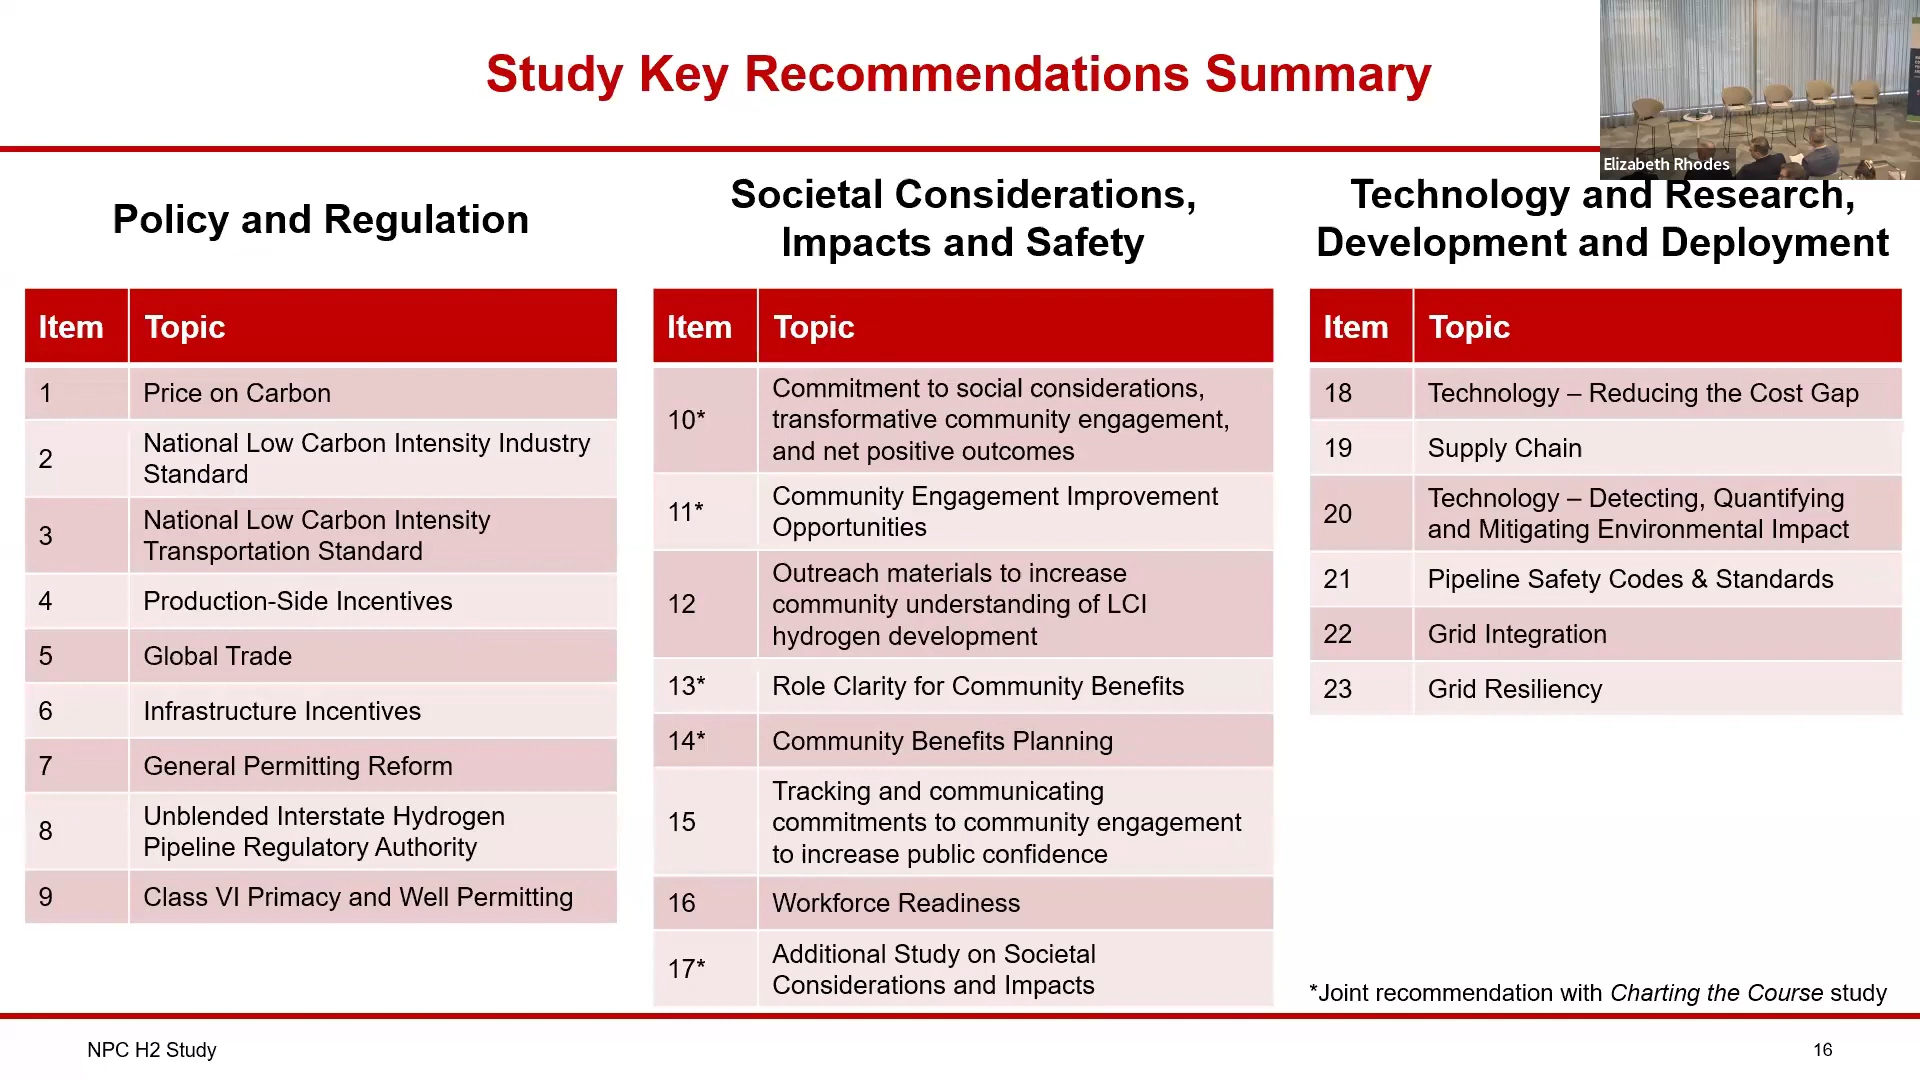 Study Key Recommendations Summary
Elizabeth Rhodes
Policy and Regulation
Item Topic
1 Price on Carbon
2 National Low Carbon Intensity Industry
Standard
3 National Low Carbon Intensity
Transportation Standard
4 Production-Side Incentives
5 Global Trade
6 Infrastructure Incentives
7 General Permitting Reform
8 Unblended Interstate Hydrogen
Pipeline Regulatory Authority
9 Class VI Primacy and Well Permitting
Societal Considerations,
Impacts and Safety
Item Topic
10* Commitment to social considerations,
transformative community engagement,
and net positive outcomes
11* Community Engagement Improvement
Opportunities
12 Outreach materials to increase
community understanding of LCI
hydrogen development
13* Role Clarity for Community Benefits
14* Community Benefits Planning
15 Tracking and communicating
commitments to community engagement
to increase public confidence
16 Workforce Readiness
17* Additional Study on Societal
Considerations and Impacts
Technology and Research,
Development and Deployment
Item Topic
18 Technology – Reducing the Cost Gap
19 Supply Chain
20 Technology – Detecting, Quantifying
and Mitigating Environmental Impact
21 Pipeline Safety Codes & Standards
22 Grid Integration
23 Grid Resiliency
*Joint recommendation with Charting the Course study
NPC H2 Study
16